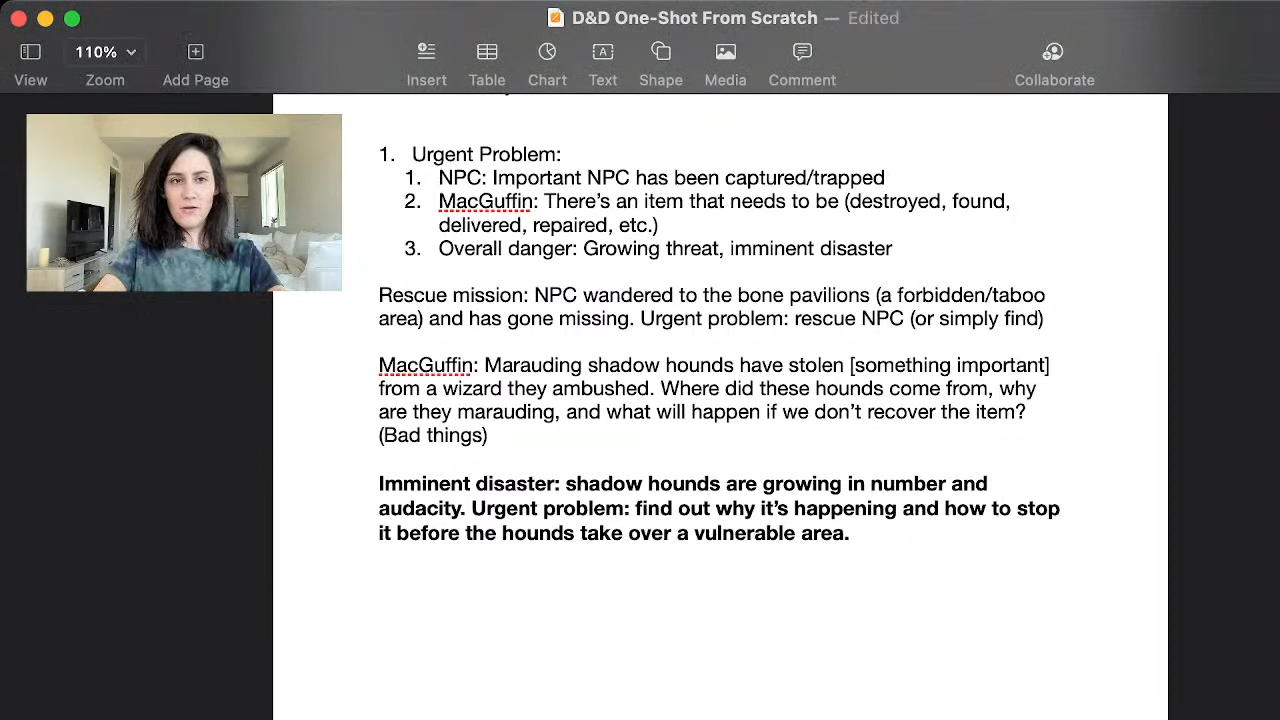 D&D One-Shot From Scratch — Edited
110%
View
Zoom
Add Page
Insert
Table
Chart
Text
Shape
Media
Comment
Collaborate
1. Urgent Problem:
1. NPC: Important NPC has been captured/trapped
2. MacGuffin: There’s an item that needs to be (destroyed, found,
delivered, repaired, etc.)
3. Overall danger: Growing threat, imminent disaster
Rescue mission: NPC wandered to the bone pavilions (a forbidden/taboo
area) and has gone missing. Urgent problem: rescue NPC (or simply find)
MacGuffin: Marauding shadow hounds have stolen [something important]
from a wizard they ambushed. Where did these hounds come from, why
are they marauding, and what will happen if we don’t recover the item?
(Bad things)
Imminent disaster: shadow hounds are growing in number and
audacity. Urgent problem: find out why it’s happening and how to stop
it before the hounds take over a vulnerable area.